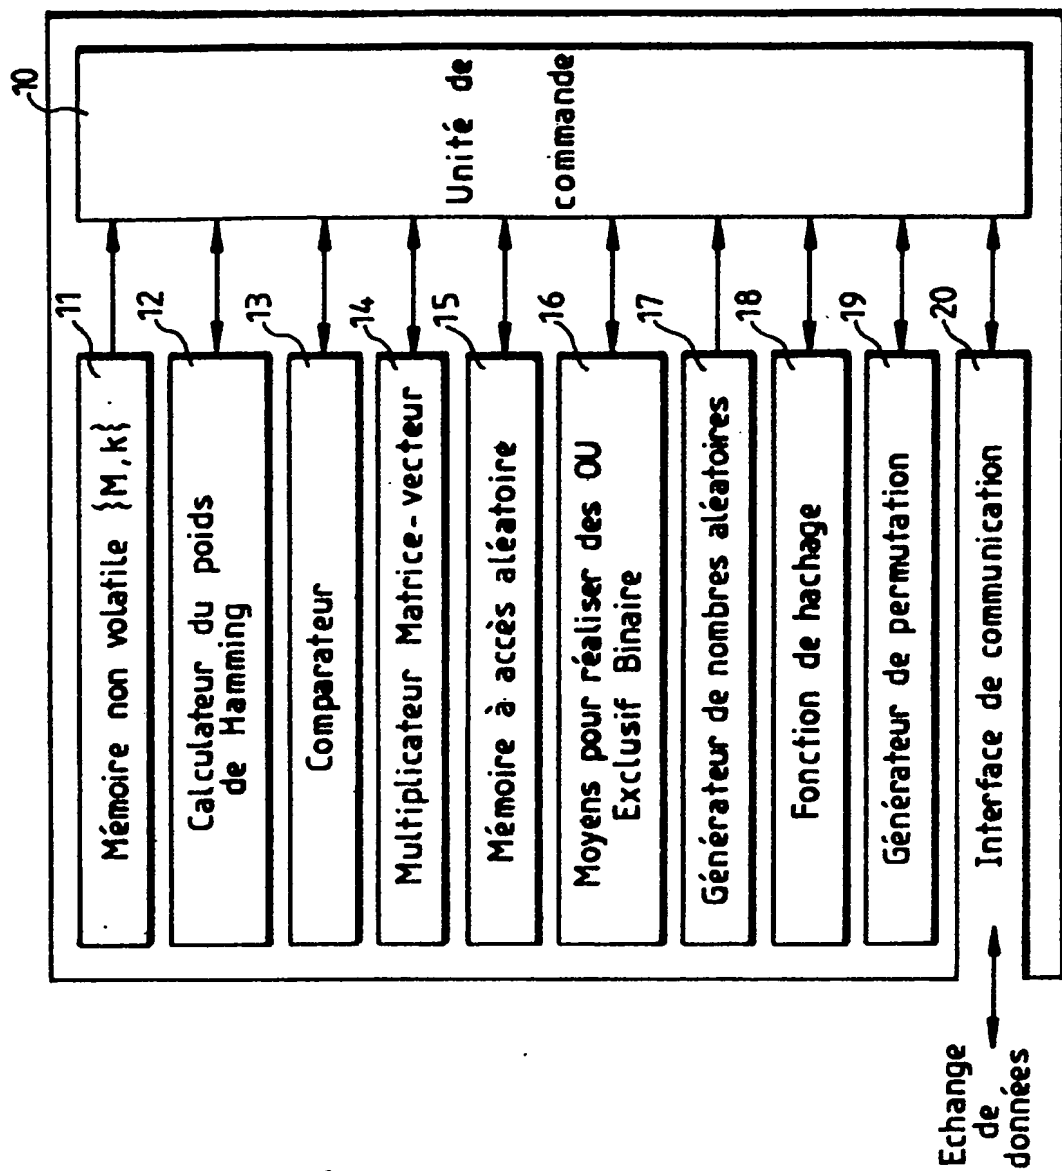 10
Unité de
commande
11
Mémoire non volatile }M,k{
12
Calculateur du poids
de Hamming
13
Comparateur
14
Multiplicateur Matrice-vecteur
15
Mémoire à accès aléatoire
16
Moyens pour réaliser des OU
Exclusif Binaire
17
Générateur de nombres aléatoires
18
Fonction de hachage
19
Générateur de permutation
20
Interface de communication
Echange
de
données